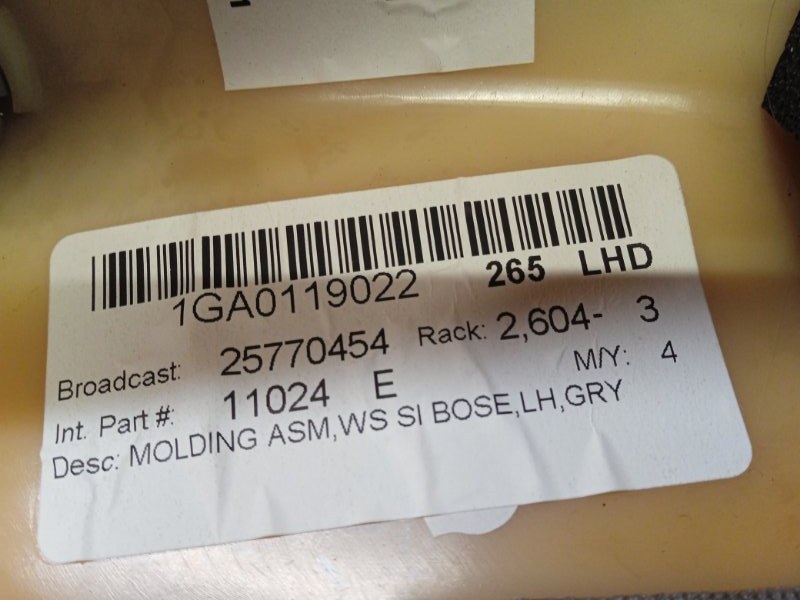 1GA0119022 265 LHD
Broadcast: 25770454 Rack: 2,604- 3
Int. Part #: 11024 E M/Y: 4
Desc: MOLDING ASM,WS SI BOSE,LH,GRY